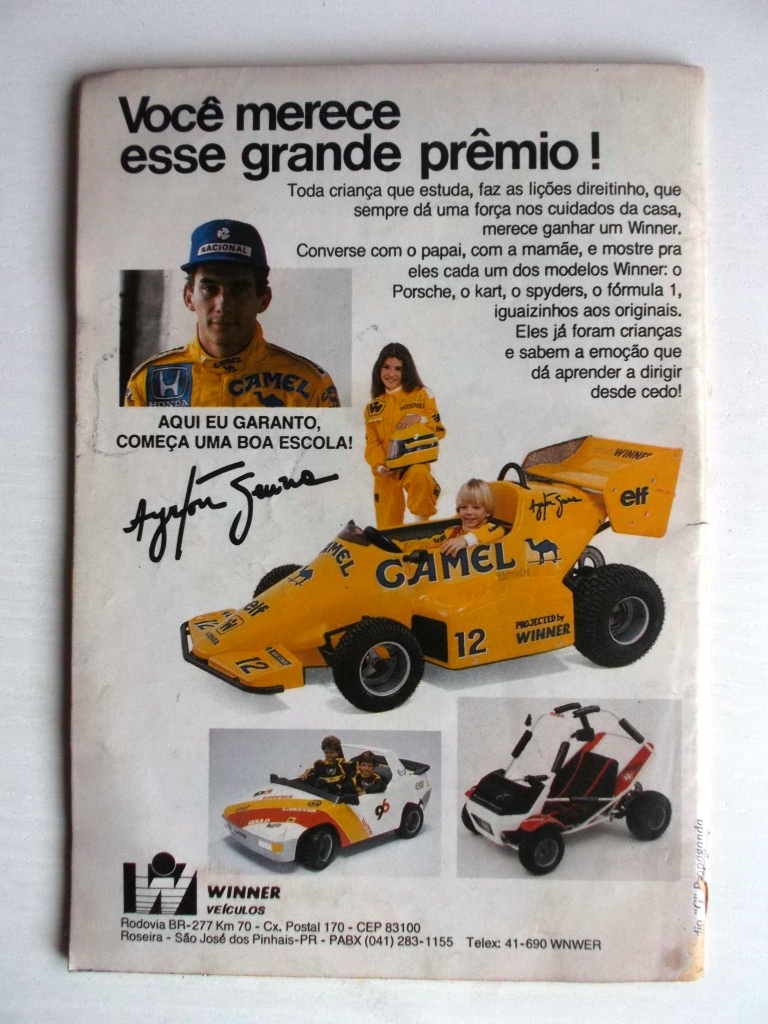 Você merece
esse grande prêmio !
Toda criança que estuda, faz as lições direitinho, que
sempre dá uma força nos cuidados da casa,
merece ganhar um Winner.
Converse com o papai, com a mamãe, e mostre pra
eles cada um dos modelos Winner: o
Porsche, o kart, o spyders, o fórmula 1,
iguaizinhos aos originais.
Eles já foram crianças
e sabem a emoção que
dá aprender a dirigir
desde cedo!
NACIONAL
HONDA
CAMEL
AQUI EU GARANTO,
COMEÇA UMA BOA ESCOLA!
Ayrton Senna
WINNER
WINNER
elf
Ayrton Senna
CAMEL
CAMEL
elf
12
12
12
PROJECTED by
WINNER
96
WINNER
VEÍCULOS
Rodovia BR-277 Km 70 - Cx. Postal 170 - CEP 83100
Roseira - São José dos Pinhais-PR - PABX (041) 283-1155 Telex: 41-690 WNWER
"G" Propaganda